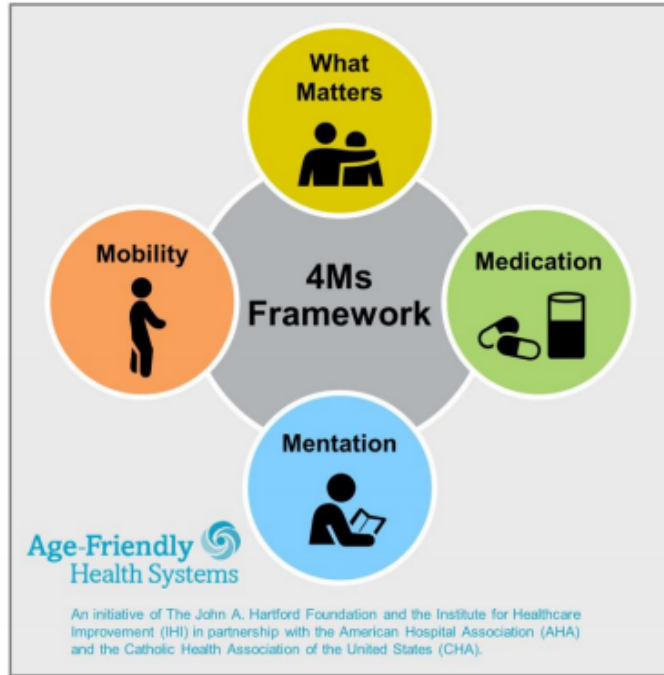 What
Matters
Mobility
4Ms
Framework
Medication
Mentation
Age-Friendly
Health Systems
An initiative of The John A. Hartford Foundation and the Institute for Healthcare
Improvement (IHI) in partnership with the American Hospital Association (AHA)
and the Catholic Health Association of the United States (CHA).